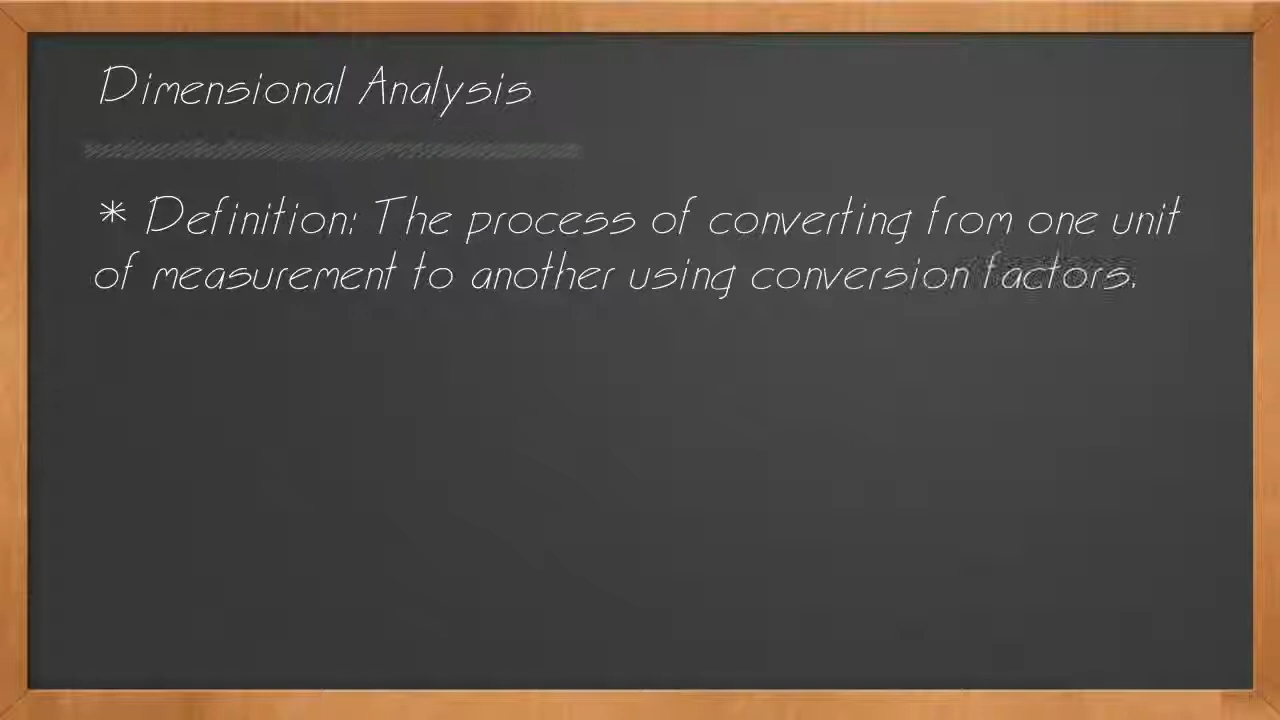 Dimensional Analysis
* Definition: The process of converting from one unit
of measurement to another using conversion factors.